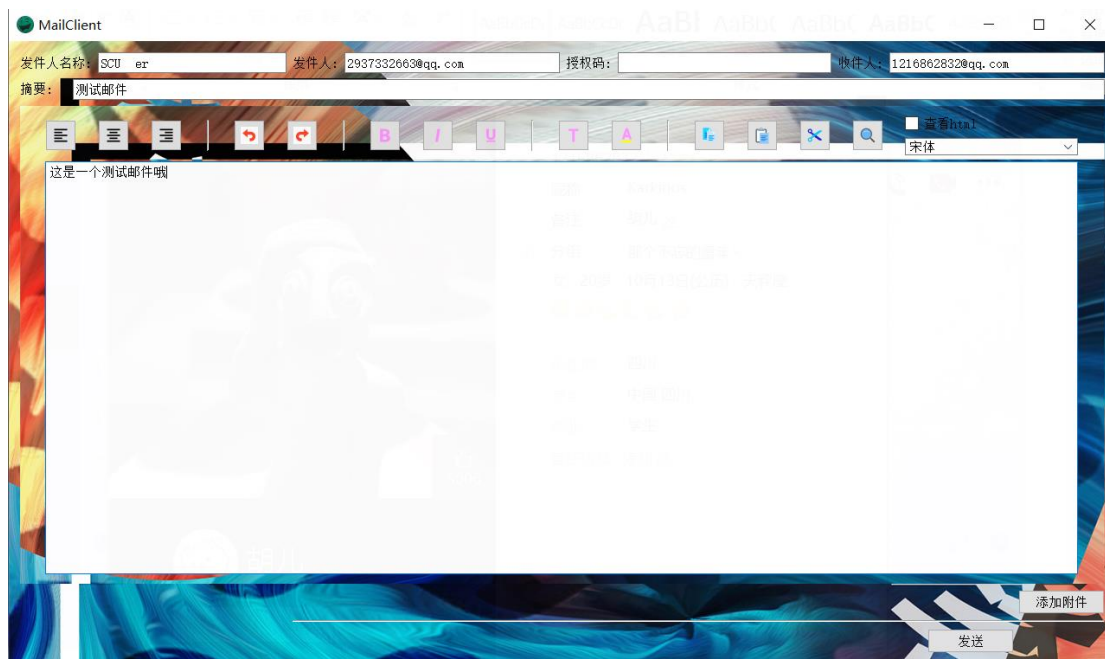 MailClient
发件人名称: SCU er 发件人: 2937332663@qq.com 授权码: 收件人: 1216862832@qq.com
摘要: 测试邮件
B I U T A 查看html
宋体
这是一个测试邮件哦
添加附件
发送